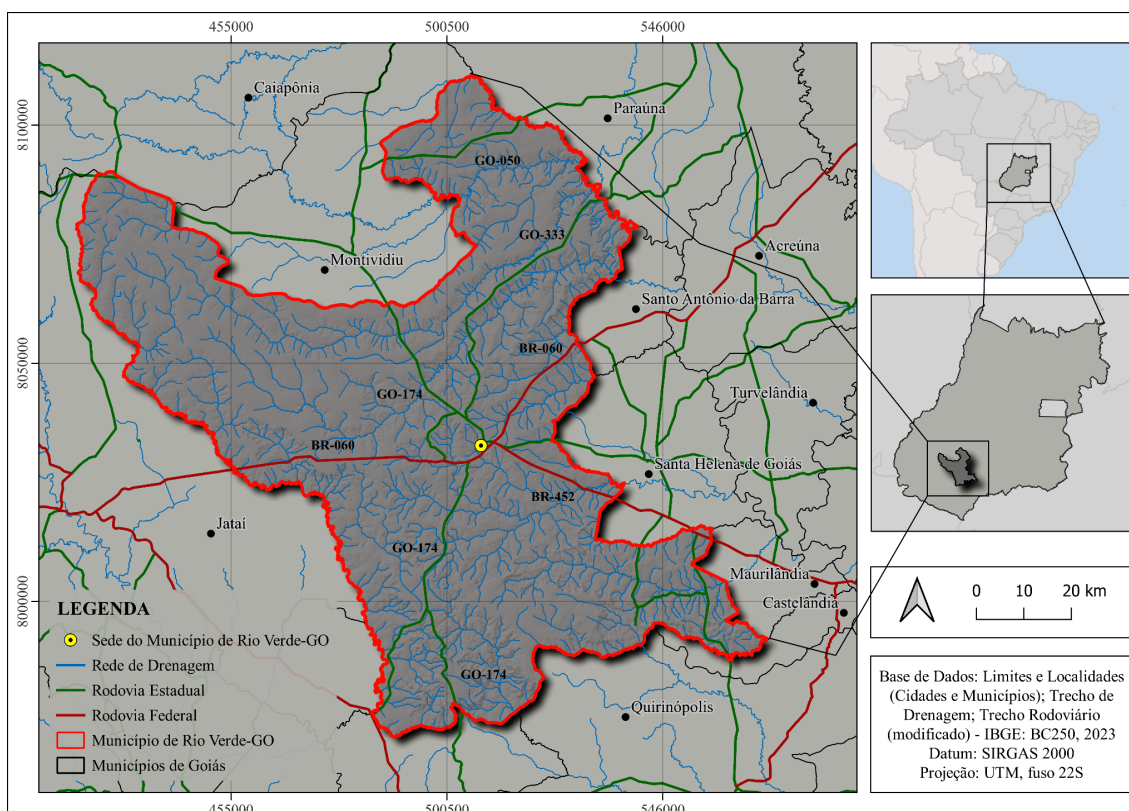 455000 500500 546000
8100000
8050000
8000000
Caiapônia
Paraúna
GO-050
GO-333
Montividiu
Acreúna
Santo Antônio da Barra
BR-060
GO-174
Turvelândia
BR-060
Santa Helena de Goiás
BR-452
Jataí
GO-174
Maurilândia
Castelândia
GO-174
Quirinópolis
LEGENDA
Sede do Município de Rio Verde-GO
Rede de Drenagem
Rodovia Estadual
Rodovia Federal
Município de Rio Verde-GO
Municípios de Goiás
455000 500500 546000
0 10 20 km
Base de Dados: Limites e Localidades
(Cidades e Municípios); Trecho de
Drenagem; Trecho Rodoviário
(modificado) - IBGE: BC250, 2023
Datum: SIRGAS 2000
Projeção: UTM, fuso 22S